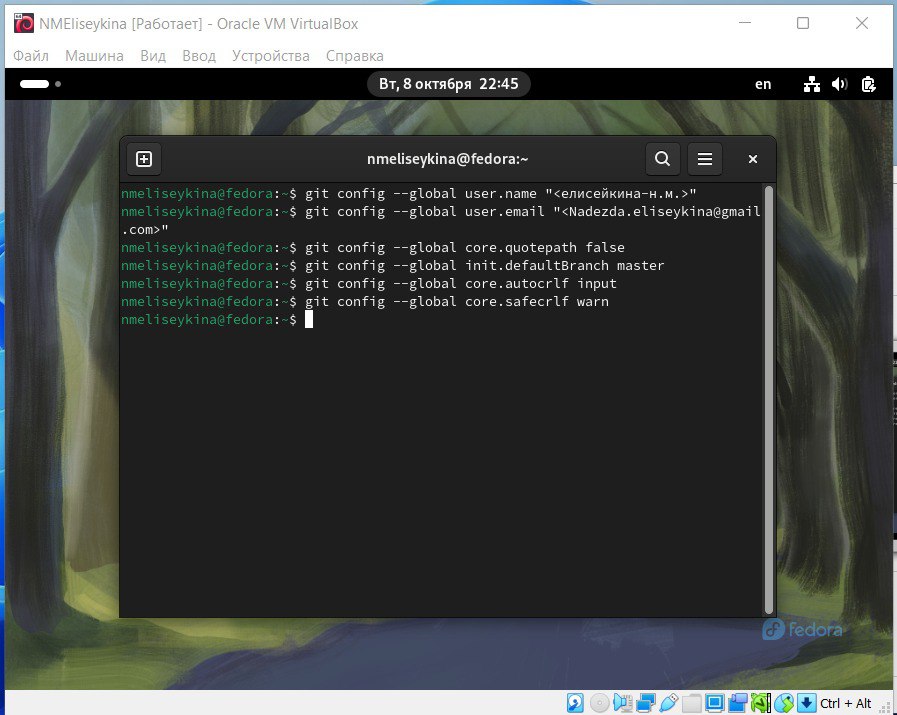 NMEliseykina [Работает] - Oracle VM VirtualBox
Файл Машина Вид Ввод Устройства Справка
Вт, 8 октября 22:45
en
nmeliseykina@fedora:~
nmeliseykina@fedora:~$ git config --global user.name "<елисейкина-н.м.>"
nmeliseykina@fedora:~$ git config --global user.email "<Nadezda.eliseykina@gmail
.com>"
nmeliseykina@fedora:~$ git config --global core.quotepath false
nmeliseykina@fedora:~$ git config --global init.defaultBranch master
nmeliseykina@fedora:~$ git config --global core.autocrlf input
nmeliseykina@fedora:~$ git config --global core.safecrlf warn
nmeliseykina@fedora:~$
fedora
Ctrl + Alt